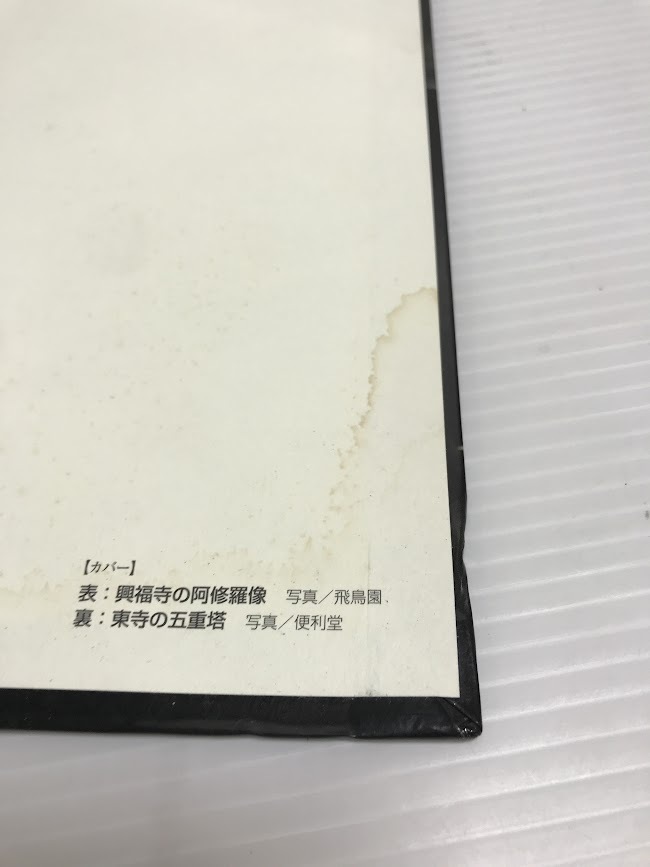 【カバー】
表：興福寺の阿修羅像　写真／飛鳥園
裏：東寺の五重塔　写真／便利堂